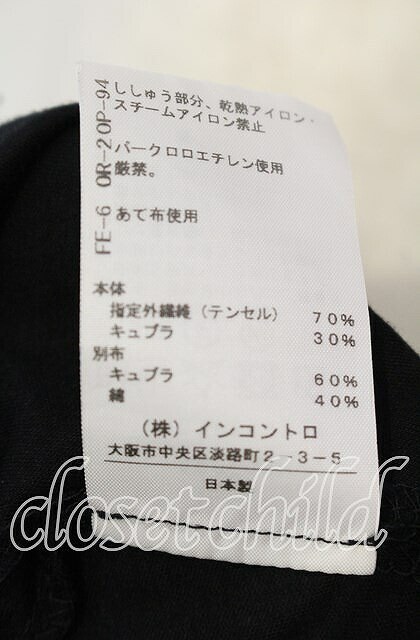 ししゅう部分、乾熱アイロン・
スチームアイロン禁止
パークロロエチレン使用
厳禁。
あて布使用
FE-6 OR-2 OP-94
本体
指定外繊維（テンセル） 70%
キュプラ 30%
別布
キュプラ 60%
綿 40%
（株）インコントロ
大阪市中央区淡路町2-3-5
日本製
closetchild